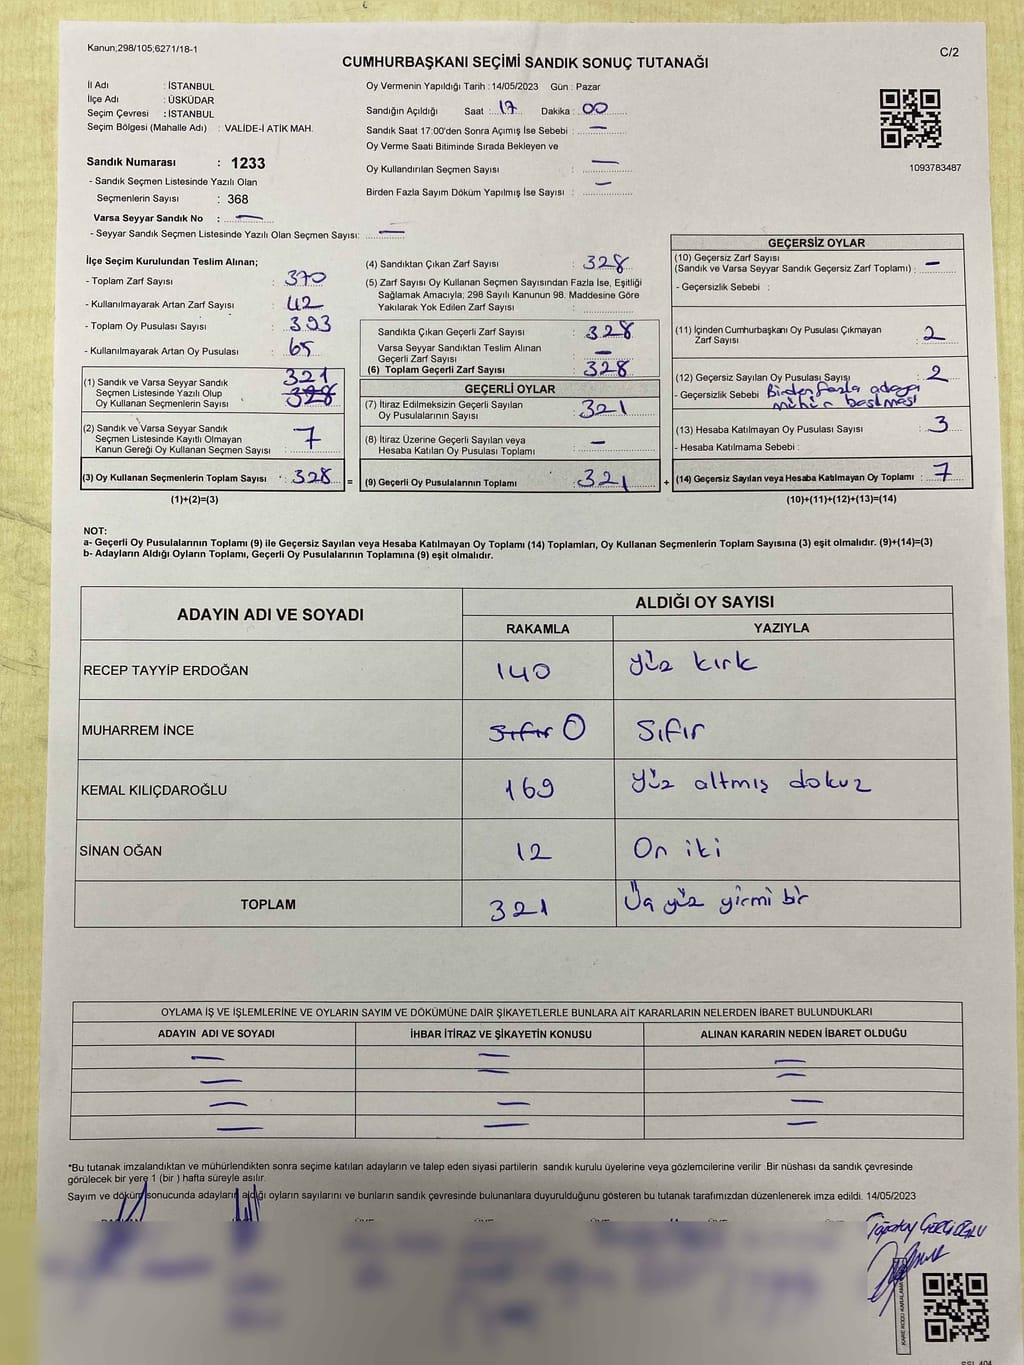 Kanun;298/105;6271/18-1
C/2
CUMHURBAŞKANI SEÇİMİ SANDIK SONUÇ TUTANAĞI
İl Adı : İSTANBUL
İlçe Adı : ÜSKÜDAR
Seçim Çevresi : İSTANBUL
Seçim Bölgesi (Mahalle Adı) : VALİDE-İ ATİK MAH.
Sandık Numarası : 1233
- Sandık Seçmen Listesinde Yazılı Olan
Seçmenlerin Sayısı : 368
Varsa Seyyar Sandık No : —
- Seyyar Sandık Seçmen Listesinde Yazılı Olan Seçmen Sayısı: —
Oy Vermenin Yapıldığı Tarih : 14/05/2023 Gün : Pazar
Sandığın Açıldığı Saat : 17 Dakika : 00
Sandık Saat 17:00'den Sonra Açımış İse Sebebi : —
Oy Verme Saati Bitiminde Sırada Bekleyen ve
Oy Kullandırılan Seçmen Sayısı : —
Birden Fazla Sayım Döküm Yapılmış İse Sayısı : —
1093783487
İlçe Seçim Kurulundan Teslim Alınan;
- Toplam Zarf Sayısı : 370
- Kullanılmayarak Artan Zarf Sayısı : 42
- Toplam Oy Pusulası Sayısı : 393
- Kullanılmayarak Artan Oy Pusulası : 65
(1) Sandık ve Varsa Seyyar Sandık 321
Seçmen Listesinde Yazılı Olup 328
Oy Kullanan Seçmenlerin Sayısı
(2) Sandık ve Varsa Seyyar Sandık
Seçmen Listesinde Kayıtlı Olmayan : 7
Kanun Gereği Oy Kullanan Seçmen Sayısı
(3) Oy Kullanan Seçmenlerin Toplam Sayısı : 328 =
(1)+(2)=(3)
(4) Sandıktan Çıkan Zarf Sayısı : 328
(5) Zarf Sayısı Oy Kullanan Seçmen Sayısından Fazla İse, Eşitliği
Sağlamak Amacıyla; 298 Sayılı Kanunun 98. Maddesine Göre
Yakılarak Yok Edilen Zarf Sayısı :
Sandıkta Çıkan Geçerli Zarf Sayısı : 328
Varsa Seyyar Sandıktan Teslim Alınan
Geçerli Zarf Sayısı : —
(6) Toplam Geçerli Zarf Sayısı : 328
GEÇERLİ OYLAR
(7) İtiraz Edilmeksizin Geçerli Sayılan
Oy Pusulalarının Sayısı : 321
(8) İtiraz Üzerine Geçerli Sayılan veya
Hesaba Katılan Oy Pusulası Toplamı : —
(9) Geçerli Oy Pusulalarının Toplamı : 321 +
GEÇERSİZ OYLAR
(10) Geçersiz Zarf Sayısı
(Sandık ve Varsa Seyyar Sandık Geçersiz Zarf Toplamı) : —
- Geçersizlik Sebebi :
(11) İçinden Cumhurbaşkanı Oy Pusulası Çıkmayan
Zarf Sayısı : 2
(12) Geçersiz Sayılan Oy Pusulası Sayısı : 2
- Geçersizlik Sebebi Birden fazla adaya
mühür basılması
(13) Hesaba Katılmayan Oy Pusulası Sayısı : 3
- Hesaba Katılmama Sebebi :
(14) Geçersiz Sayılan veya Hesaba Katılmayan Oy Toplamı : 7
(10)+(11)+(12)+(13)=(14)
NOT:
a- Geçerli Oy Pusulalarının Toplamı (9) ile Geçersiz Sayılan veya Hesaba Katılmayan Oy Toplamı (14) Toplamları, Oy Kullanan Seçmenlerin Toplam Sayısına (3) eşit olmalıdır. (9)+(14)=(3)
b- Adayların Aldığı Oyların Toplamı, Geçerli Oy Pusulalarının Toplamına (9) eşit olmalıdır.
ADAYIN ADI VE SOYADI ALDIĞI OY SAYISI
RAKAMLA YAZIYLA
RECEP TAYYİP ERDOĞAN 140 yüz kırk
MUHARREM İNCE Sıfır 0 Sıfır
KEMAL KILIÇDAROĞLU 169 yüz altmış dokuz
SİNAN OĞAN 12 On iki
TOPLAM 321 Üç yüz yirmi bir
OYLAMA İŞ VE İŞLEMLERİNE VE OYLARIN SAYIM VE DÖKÜMÜNE DAİR ŞİKAYETLERLE BUNLARA AİT KARARLARIN NELERDEN İBARET BULUNDUKLARI
ADAYIN ADI VE SOYADI İHBAR İTİRAZ VE ŞİKAYETİN KONUSU ALINAN KARARIN NEDEN İBARET OLDUĞU
*Bu tutanak imzalandıktan ve mühürlendikten sonra seçime katılan adayların ve talep eden siyasi partilerin sandık kurulu üyelerine veya gözlemcilerine verilir .Bir nüshası da sandık çevresinde
görülecek bir yere 1 (bir ) hafta süreyle asılır.
Sayım ve döküm sonucunda adayların aldığı oyların sayılarını ve bunların sandık çevresinde bulunanlara duyurulduğunu gösteren bu tutanak tarafımızdan düzenlenerek imza edildi. 14/05/2023